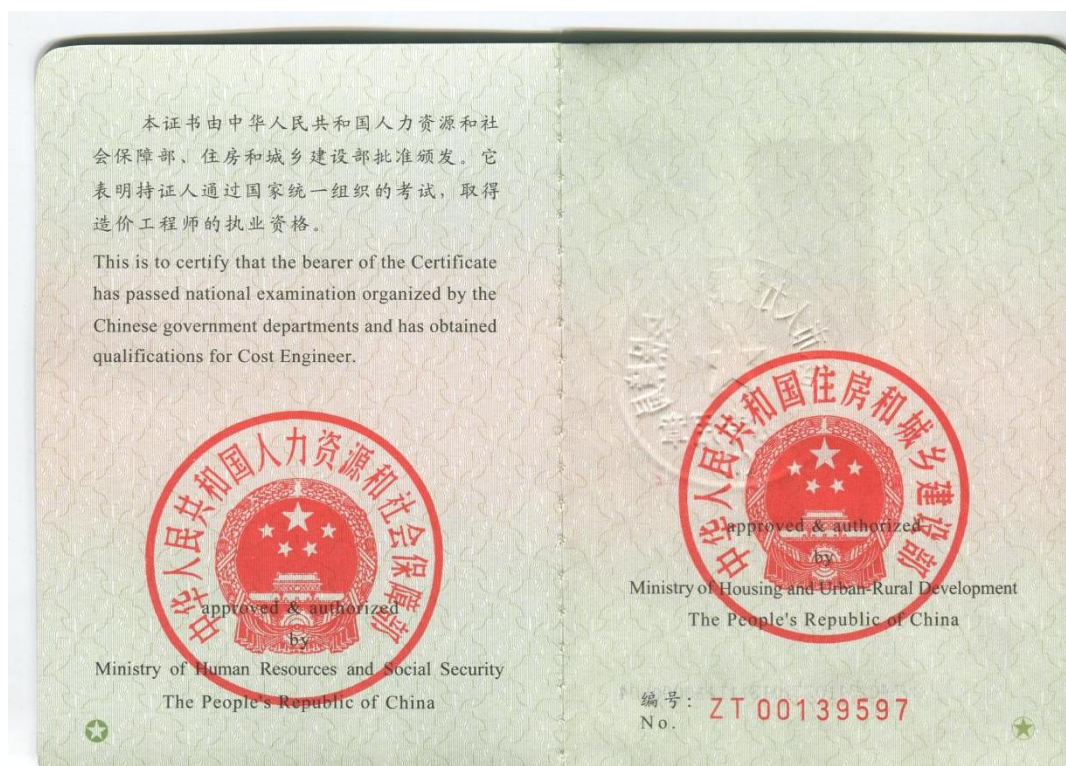 本证书由中华人民共和国人力资源和社
会保障部、住房和城乡建设部批准颁发。它
表明持证人通过国家统一组织的考试，取得
造价工程师的执业资格。
This is to certify that the bearer of the Certificate
has passed national examination organized by the
Chinese government departments and has obtained
qualifications for Cost Engineer.
中华人民共和国人力资源和社会保障部
approved & authorized
by
Ministry of Human Resources and Social Security
The People's Republic of China
中华人民共和国住房和城乡建设部
approved & authorized
by
Ministry of Housing and Urban-Rural Development
The People's Republic of China
编号：
No. ZT 00139597